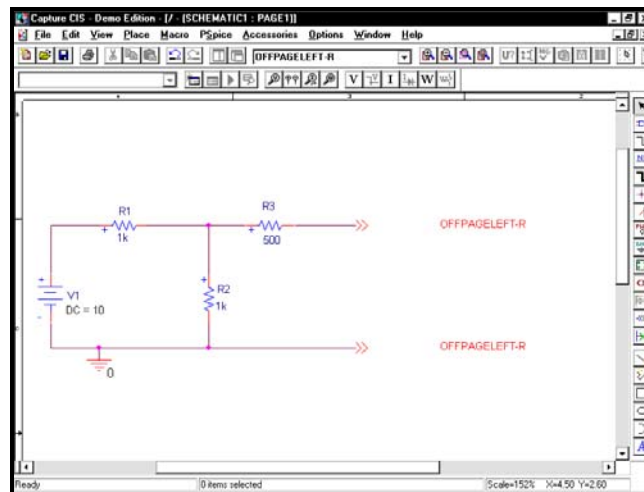 Capture CIS - Demo Edition - [/ - (SCHEMATIC1 : PAGE1)]
File Edit View Place Macro PSpice Accessories Options Window Help
OFFPAGELEFT-R
U?
V I W
3 2
R1
1k
R3
500
OFFPAGELEFT-R
+
V1
DC = 10
-
R2
1k
OFFPAGELEFT-R
0
Ready 0 items selected Scale=152% X=4.50 Y=2.60